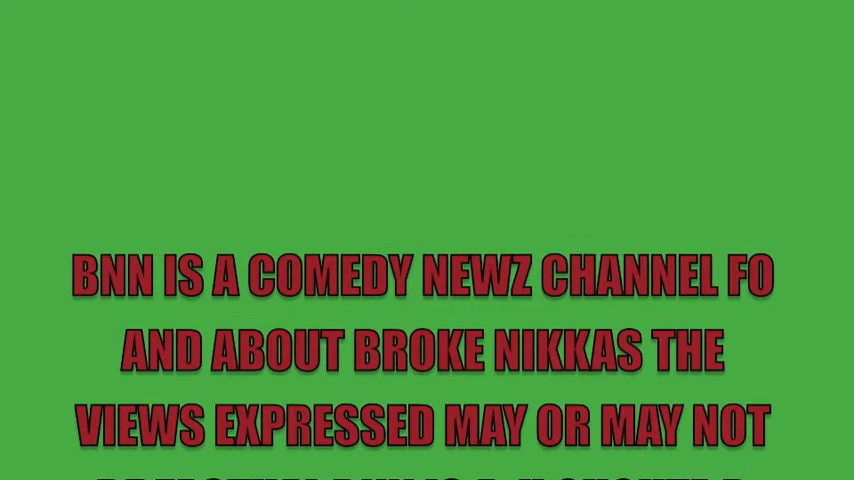 BNN IS A COMEDY NEWZ CHANNEL FO
AND ABOUT BROKE NIKKAS THE
VIEWS EXPRESSED MAY OR MAY NOT